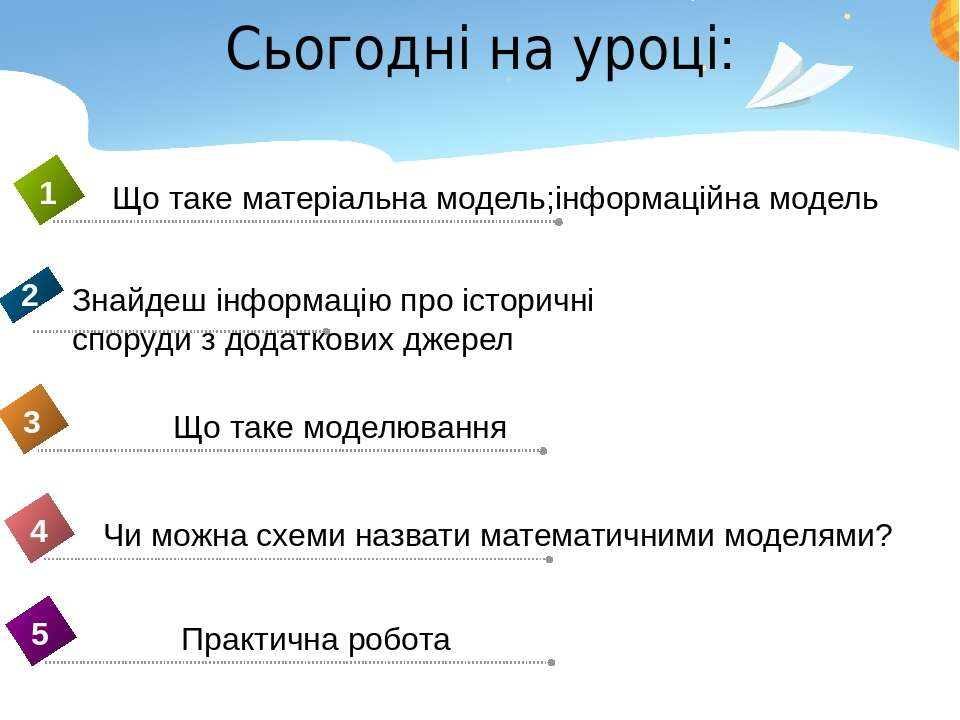 Сьогодні на уроці:
1 Що таке матеріальна модель;інформаційна модель
2 Знайдеш інформацію про історичні
споруди з додаткових джерел
3 Що таке моделювання
4 Чи можна схеми назвати математичними моделями?
5 Практична робота